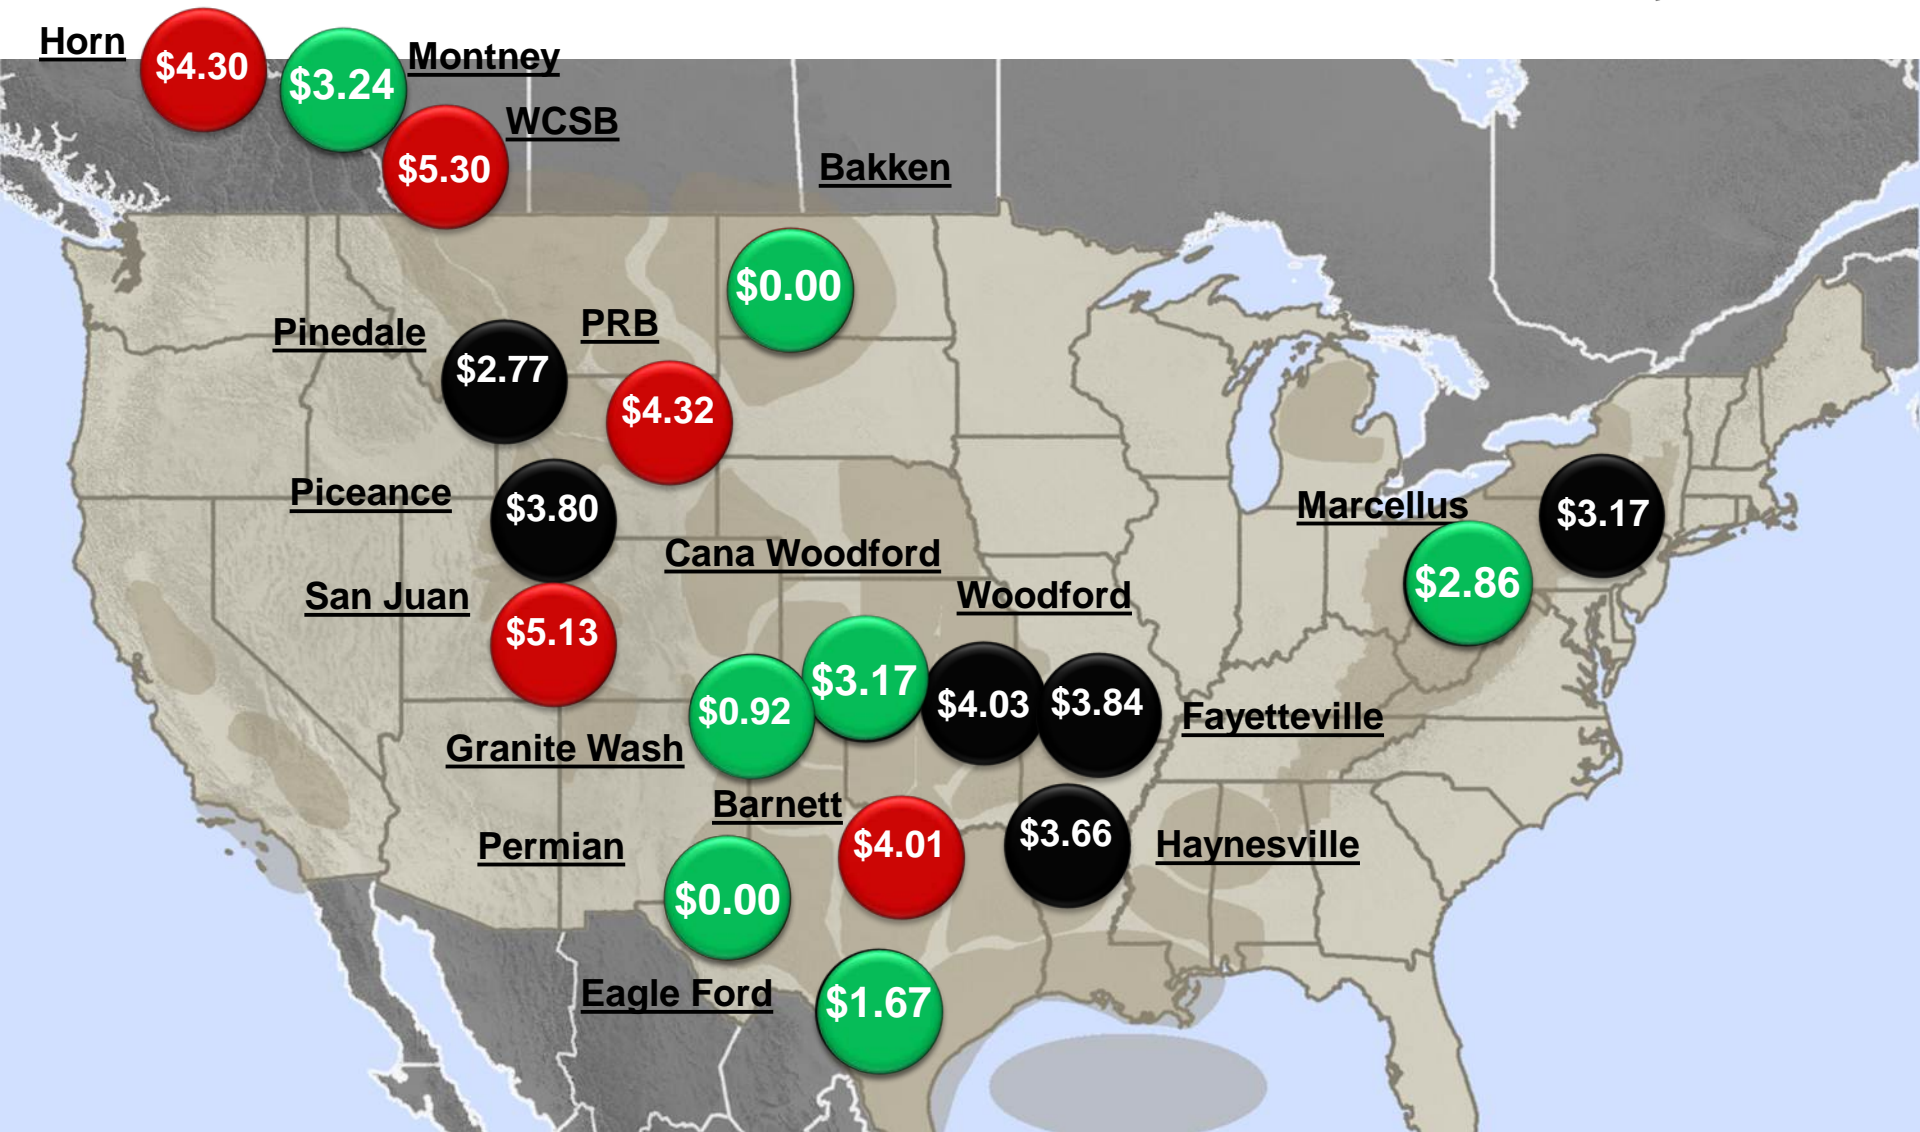 Horn
$4.30
$3.24
Montney
$5.30
WCSB
Bakken
$0.00
Pinedale
$2.77
PRB
$4.32
Piceance
$3.80
Marcellus
$3.17
$2.86
San Juan
$5.13
Cana Woodford
Woodford
$0.92
$3.17
$4.03
$3.84
Fayetteville
Granite Wash
Barnett
$4.01
$3.66
Haynesville
Permian
$0.00
Eagle Ford
$1.67